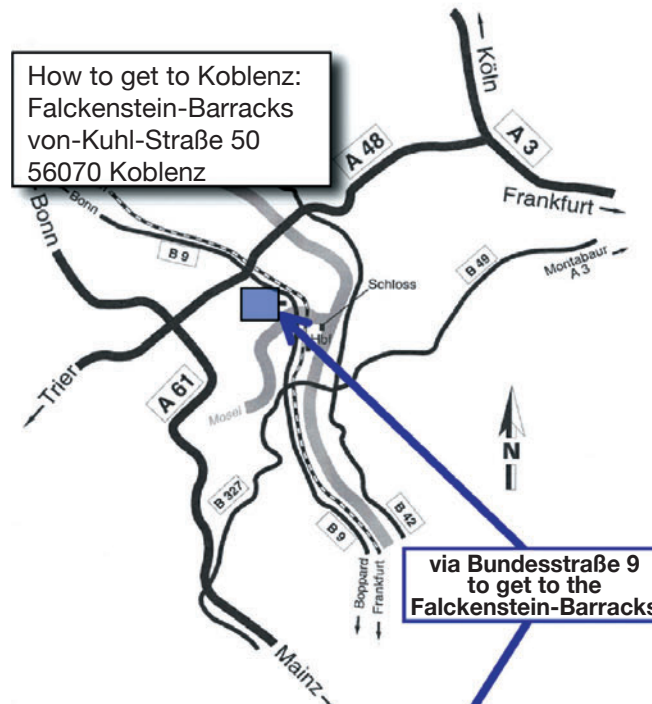 How to get to Koblenz:
Falckenstein-Barracks
von-Kuhl-Straße 50
56070 Koblenz
Köln
A 3
A 48
Frankfurt
Bonn
Bonn
B 9
B 49
Montabaur
A 3
Schloss
Hbf
Trier
A 61
Mosel
N
B 327
B 42
B 9
via Bundesstraße 9
to get to the
Falckenstein-Barracks
Boppard
Frankfurt
Mainz